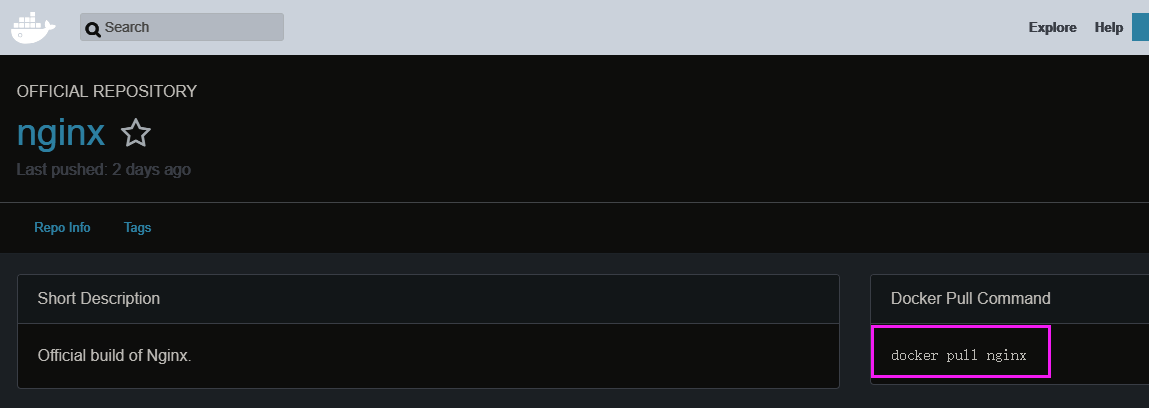 Search
Explore Help
OFFICIAL REPOSITORY
nginx
Last pushed: 2 days ago
Repo Info Tags
Short Description
Official build of Nginx.
Docker Pull Command
docker pull nginx